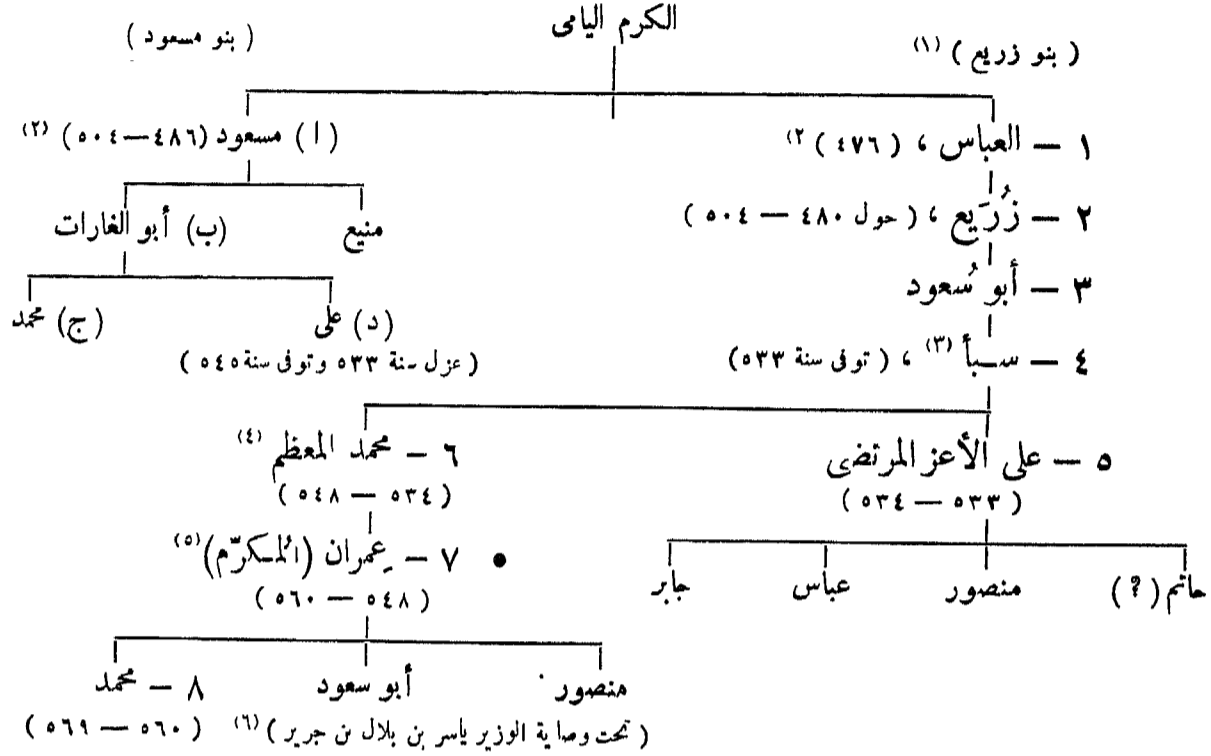 الكرم اليامى
( بنو زريع ) (١)
( بنو مسعود )
١ — العباس ، ( ٤٧٦ ) ٢)
( ا ) مسعود (٤٨٦—٥٠٤) (٢)
٢ — زُرَيع ، ( حول ٤٨٠ — ٥٠٤ )
منيع
(ب) أبو الغارات
٣ — أبو سُعود
(د) على
(ج) محمد
٤ — سبأ (٣) ، ( توفى سنة ٥٣٣)
( عزل سنة ٥٣٣ وتوفى سنة ٥٤٥ )
٥ — على الأعز المرتضى
٦ — محمد المعظم (٤)
( ٥٣٣ — ٥٣٤ )
( ٥٣٤ — ٥٤٨ )
• ٧ — عِمران (المكرّم) (٥)
( ٥٤٨ — ٥٦٠ )
حاتم (؟)
منصور
عباس
جابر
منصور
أبو سعود
٨ — محمد
( تحت وصاية الوزير ياسر بن بلال بن جرير ) (٦) ( ٥٦٠ — ٥٦٩ )